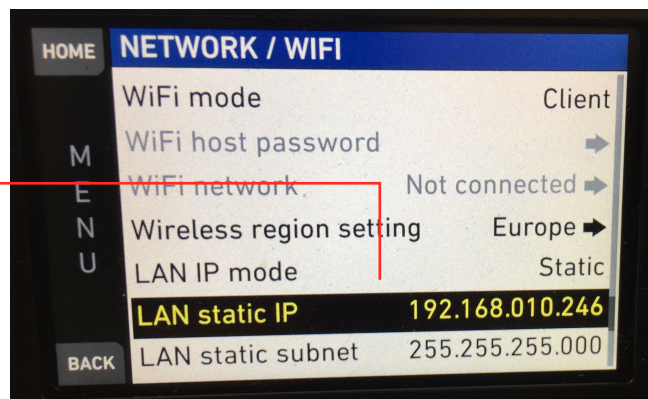 HOME NETWORK / WIFI
WiFi mode Client
WiFi host password
WiFi network Not connected
Wireless region setting Europe
LAN IP mode Static
LAN static IP 192.168.010.246
LAN static subnet 255.255.255.000
MENU
BACK